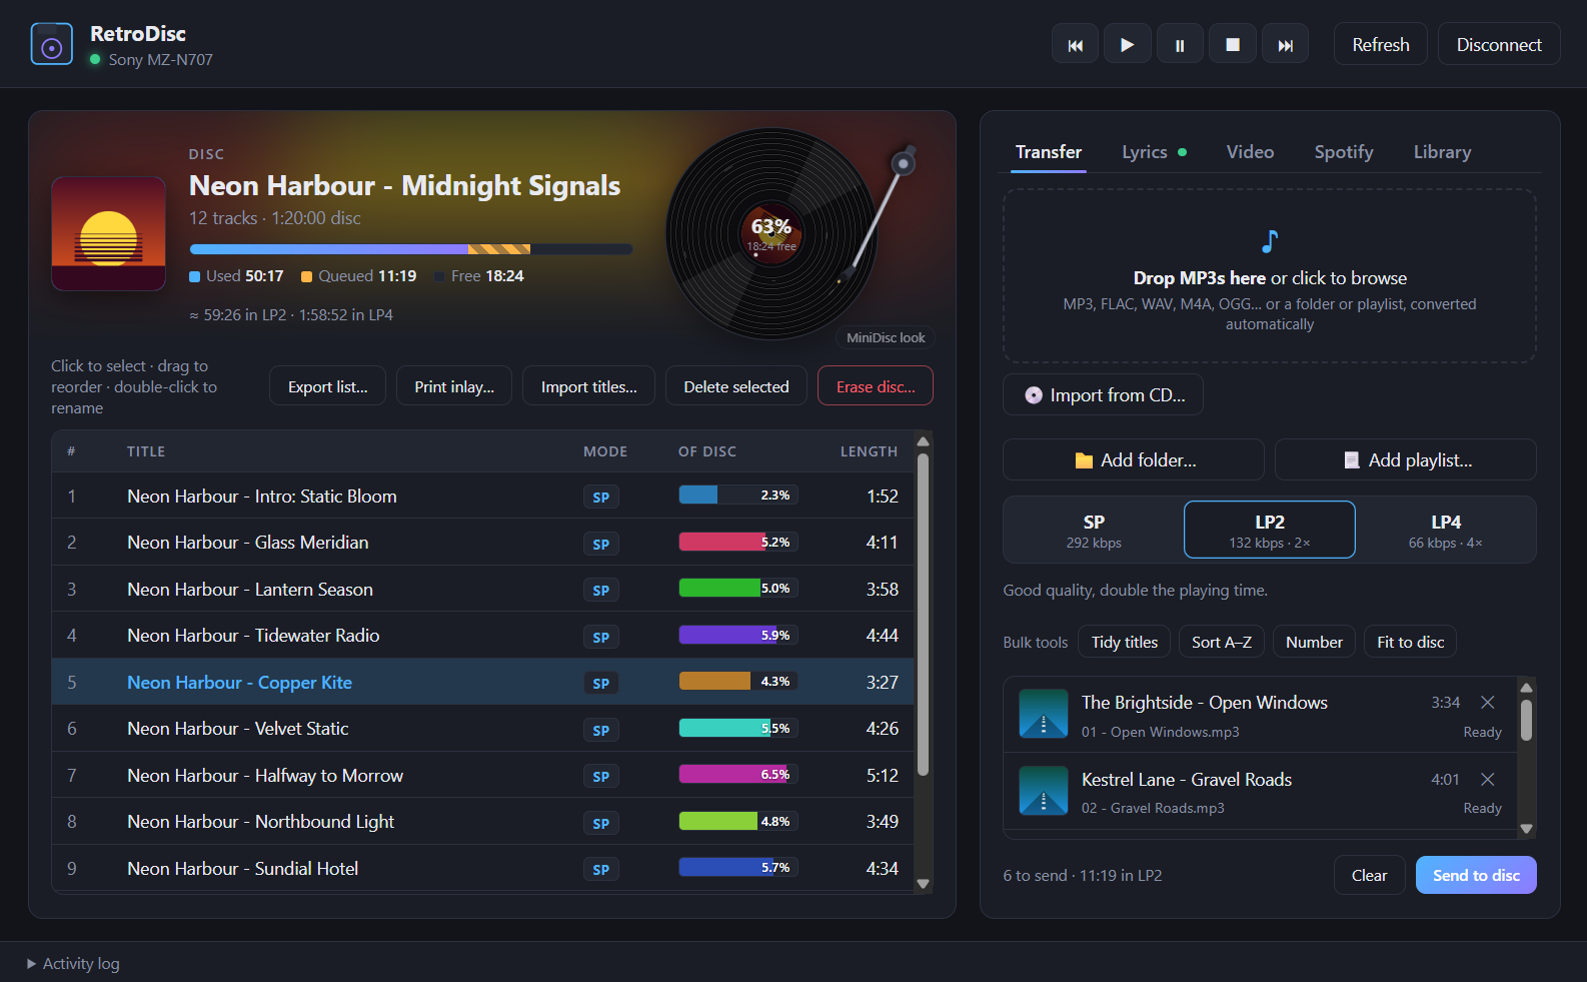 RetroDisc
Sony MZ-N707
Refresh
Disconnect
DISC
Neon Harbour - Midnight Signals
12 tracks · 1:20:00 disc
Used 50:17 Queued 11:19 Free 18:24
≈ 59:26 in LP2 · 1:58:52 in LP4
63%
18:24 free
MiniDisc look
Click to select · drag to
reorder · double-click to
rename
Export list...
Print inlay...
Import titles...
Delete selected
Erase disc...
# TITLE MODE OF DISC LENGTH
1 Neon Harbour - Intro: Static Bloom SP 2.3% 1:52
2 Neon Harbour - Glass Meridian SP 5.2% 4:11
3 Neon Harbour - Lantern Season SP 5.0% 3:58
4 Neon Harbour - Tidewater Radio SP 5.9% 4:44
5 Neon Harbour - Copper Kite SP 4.3% 3:27
6 Neon Harbour - Velvet Static SP 5.5% 4:26
7 Neon Harbour - Halfway to Morrow SP 6.5% 5:12
8 Neon Harbour - Northbound Light SP 4.8% 3:49
9 Neon Harbour - Sundial Hotel SP 5.7% 4:34
Transfer
Lyrics
Video
Spotify
Library
Drop MP3s here or click to browse
MP3, FLAC, WAV, M4A, OGG... or a folder or playlist, converted
automatically
Import from CD...
Add folder...
Add playlist...
SP
292 kbps
LP2
132 kbps · 2×
LP4
66 kbps · 4×
Good quality, double the playing time.
Bulk tools
Tidy titles
Sort A–Z
Number
Fit to disc
The Brightside - Open Windows 3:34
01 - Open Windows.mp3 Ready
Kestrel Lane - Gravel Roads 4:01
02 - Gravel Roads.mp3 Ready
6 to send · 11:19 in LP2
Clear
Send to disc
Activity log